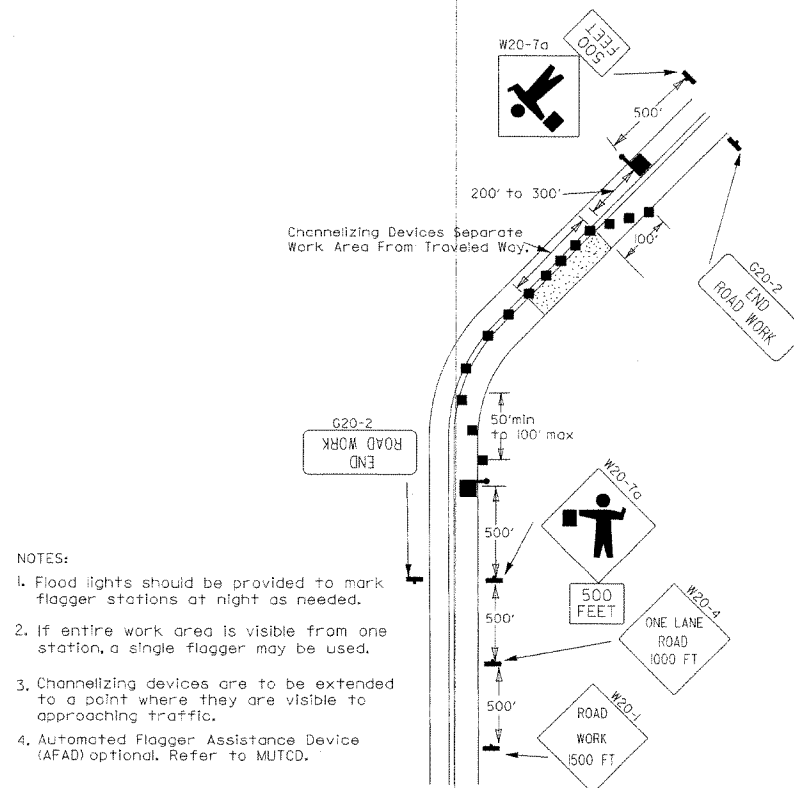 W20-7a
500
FEET
500'
200' to 300'
Channelizing Devices Separate
Work Area From Traveled Way.
100'
G20-2
END
ROAD WORK
50'min
to 100' max
G20-2
END
ROAD WORK
W20-7a
500'
500
FEET
500'
W20-4
ONE LANE
ROAD
1000 FT
500'
W20-1
ROAD
WORK
1500 FT
NOTES:
1. Flood lights should be provided to mark
flagger stations at night as needed.
2. If entire work area is visible from one
station, a single flagger may be used.
3. Channelizing devices are to be extended
to a point where they are visible to
approaching traffic.
4. Automated Flagger Assistance Device
(AFAD) optional. Refer to MUTCD.